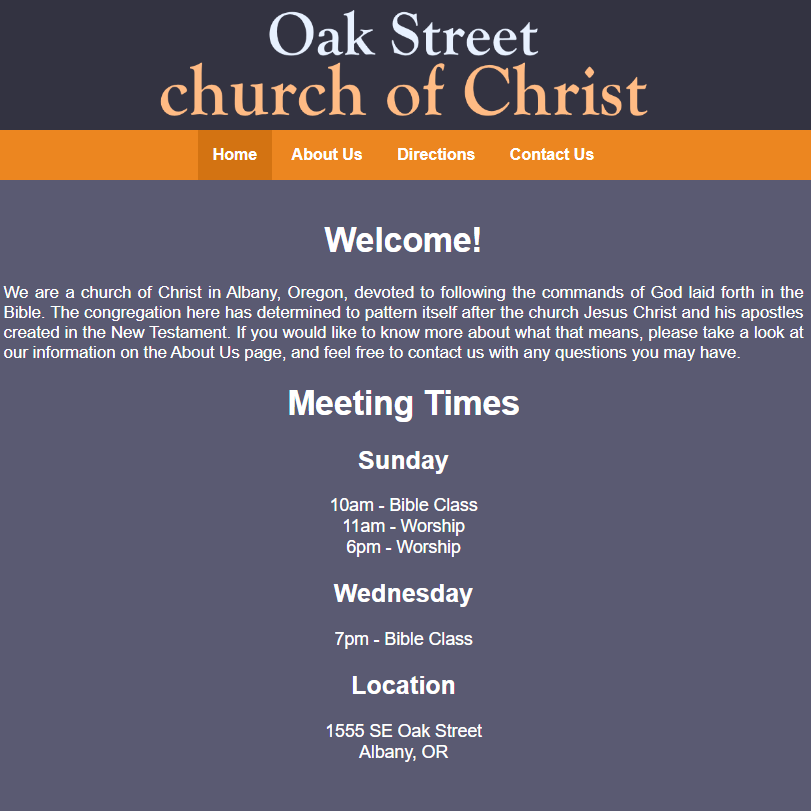 Oak Street
church of Christ
Home About Us Directions Contact Us
Welcome!
We are a church of Christ in Albany, Oregon, devoted to following the commands of God laid forth in the
Bible. The congregation here has determined to pattern itself after the church Jesus Christ and his apostles
created in the New Testament. If you would like to know more about what that means, please take a look at
our information on the About Us page, and feel free to contact us with any questions you may have.
Meeting Times
Sunday
10am - Bible Class
11am - Worship
6pm - Worship
Wednesday
7pm - Bible Class
Location
1555 SE Oak Street
Albany, OR